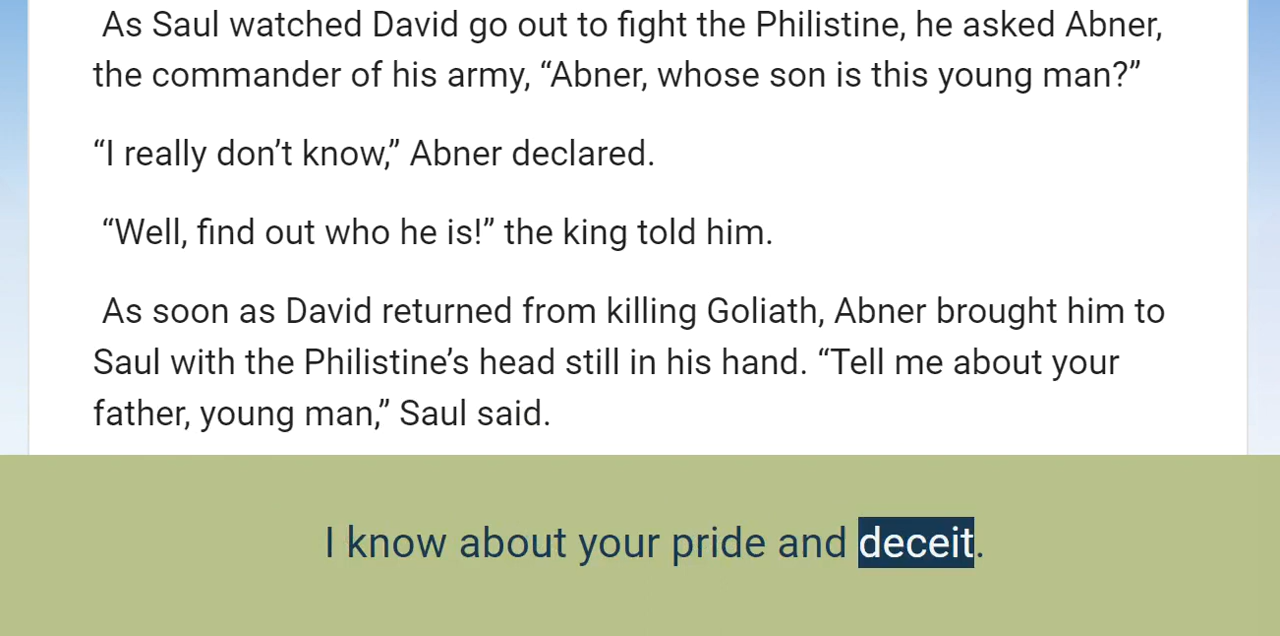 As Saul watched David go out to fight the Philistine, he asked Abner,
the commander of his army, “Abner, whose son is this young man?”
“I really don’t know,” Abner declared.
“Well, find out who he is!” the king told him.
As soon as David returned from killing Goliath, Abner brought him to
Saul with the Philistine’s head still in his hand. “Tell me about your
father, young man,” Saul said.
I know about your pride and deceit.